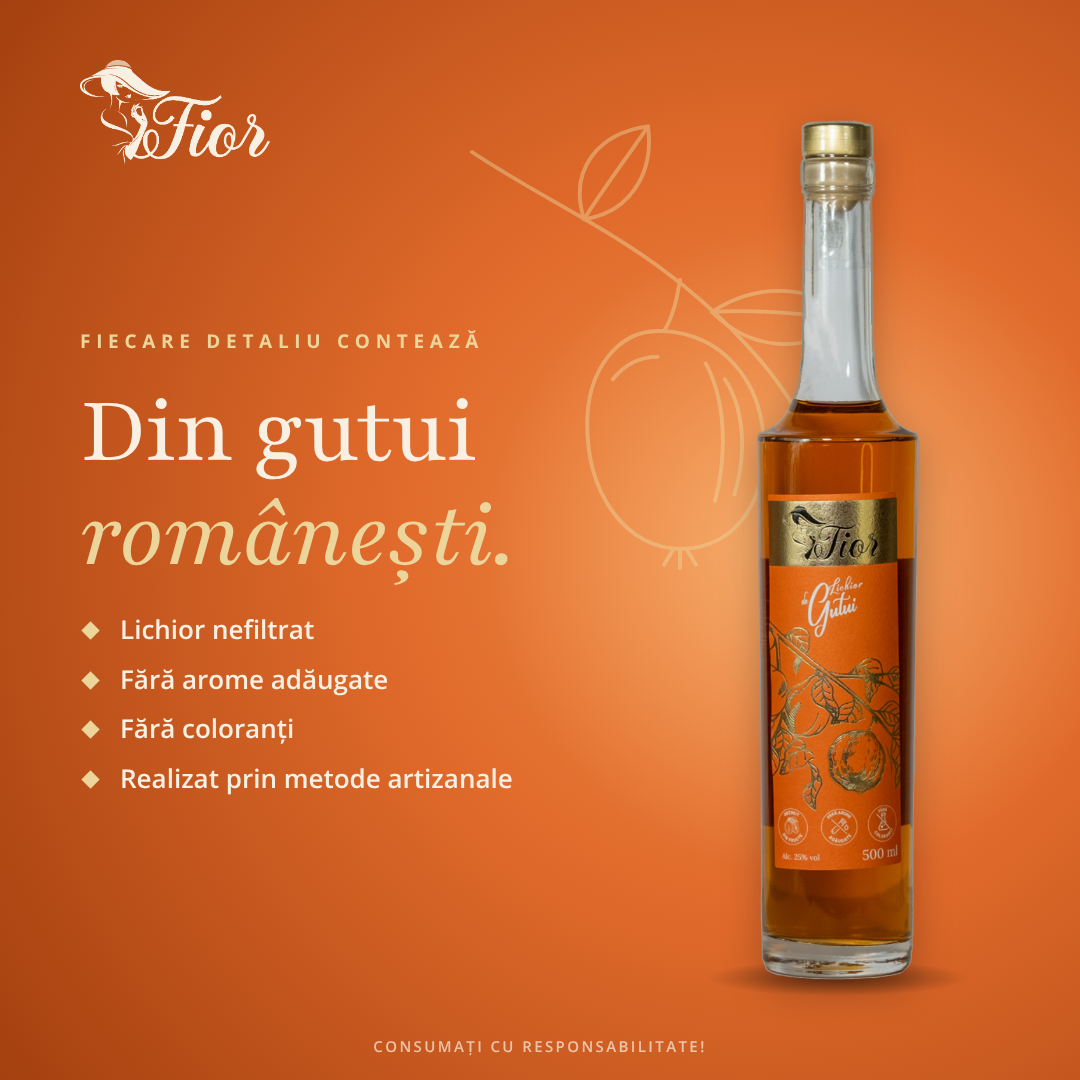 Fior
FIECARE DETALIU CONTEAZĂ
Din gutui
românești.
Lichior nefiltrat
Fără arome adăugate
Fără coloranți
Realizat prin metode artizanale
Fior
Lichior
de
Gutui
Alc. 25% vol
500 ml
CONSUMAȚI CU RESPONSABILITATE!